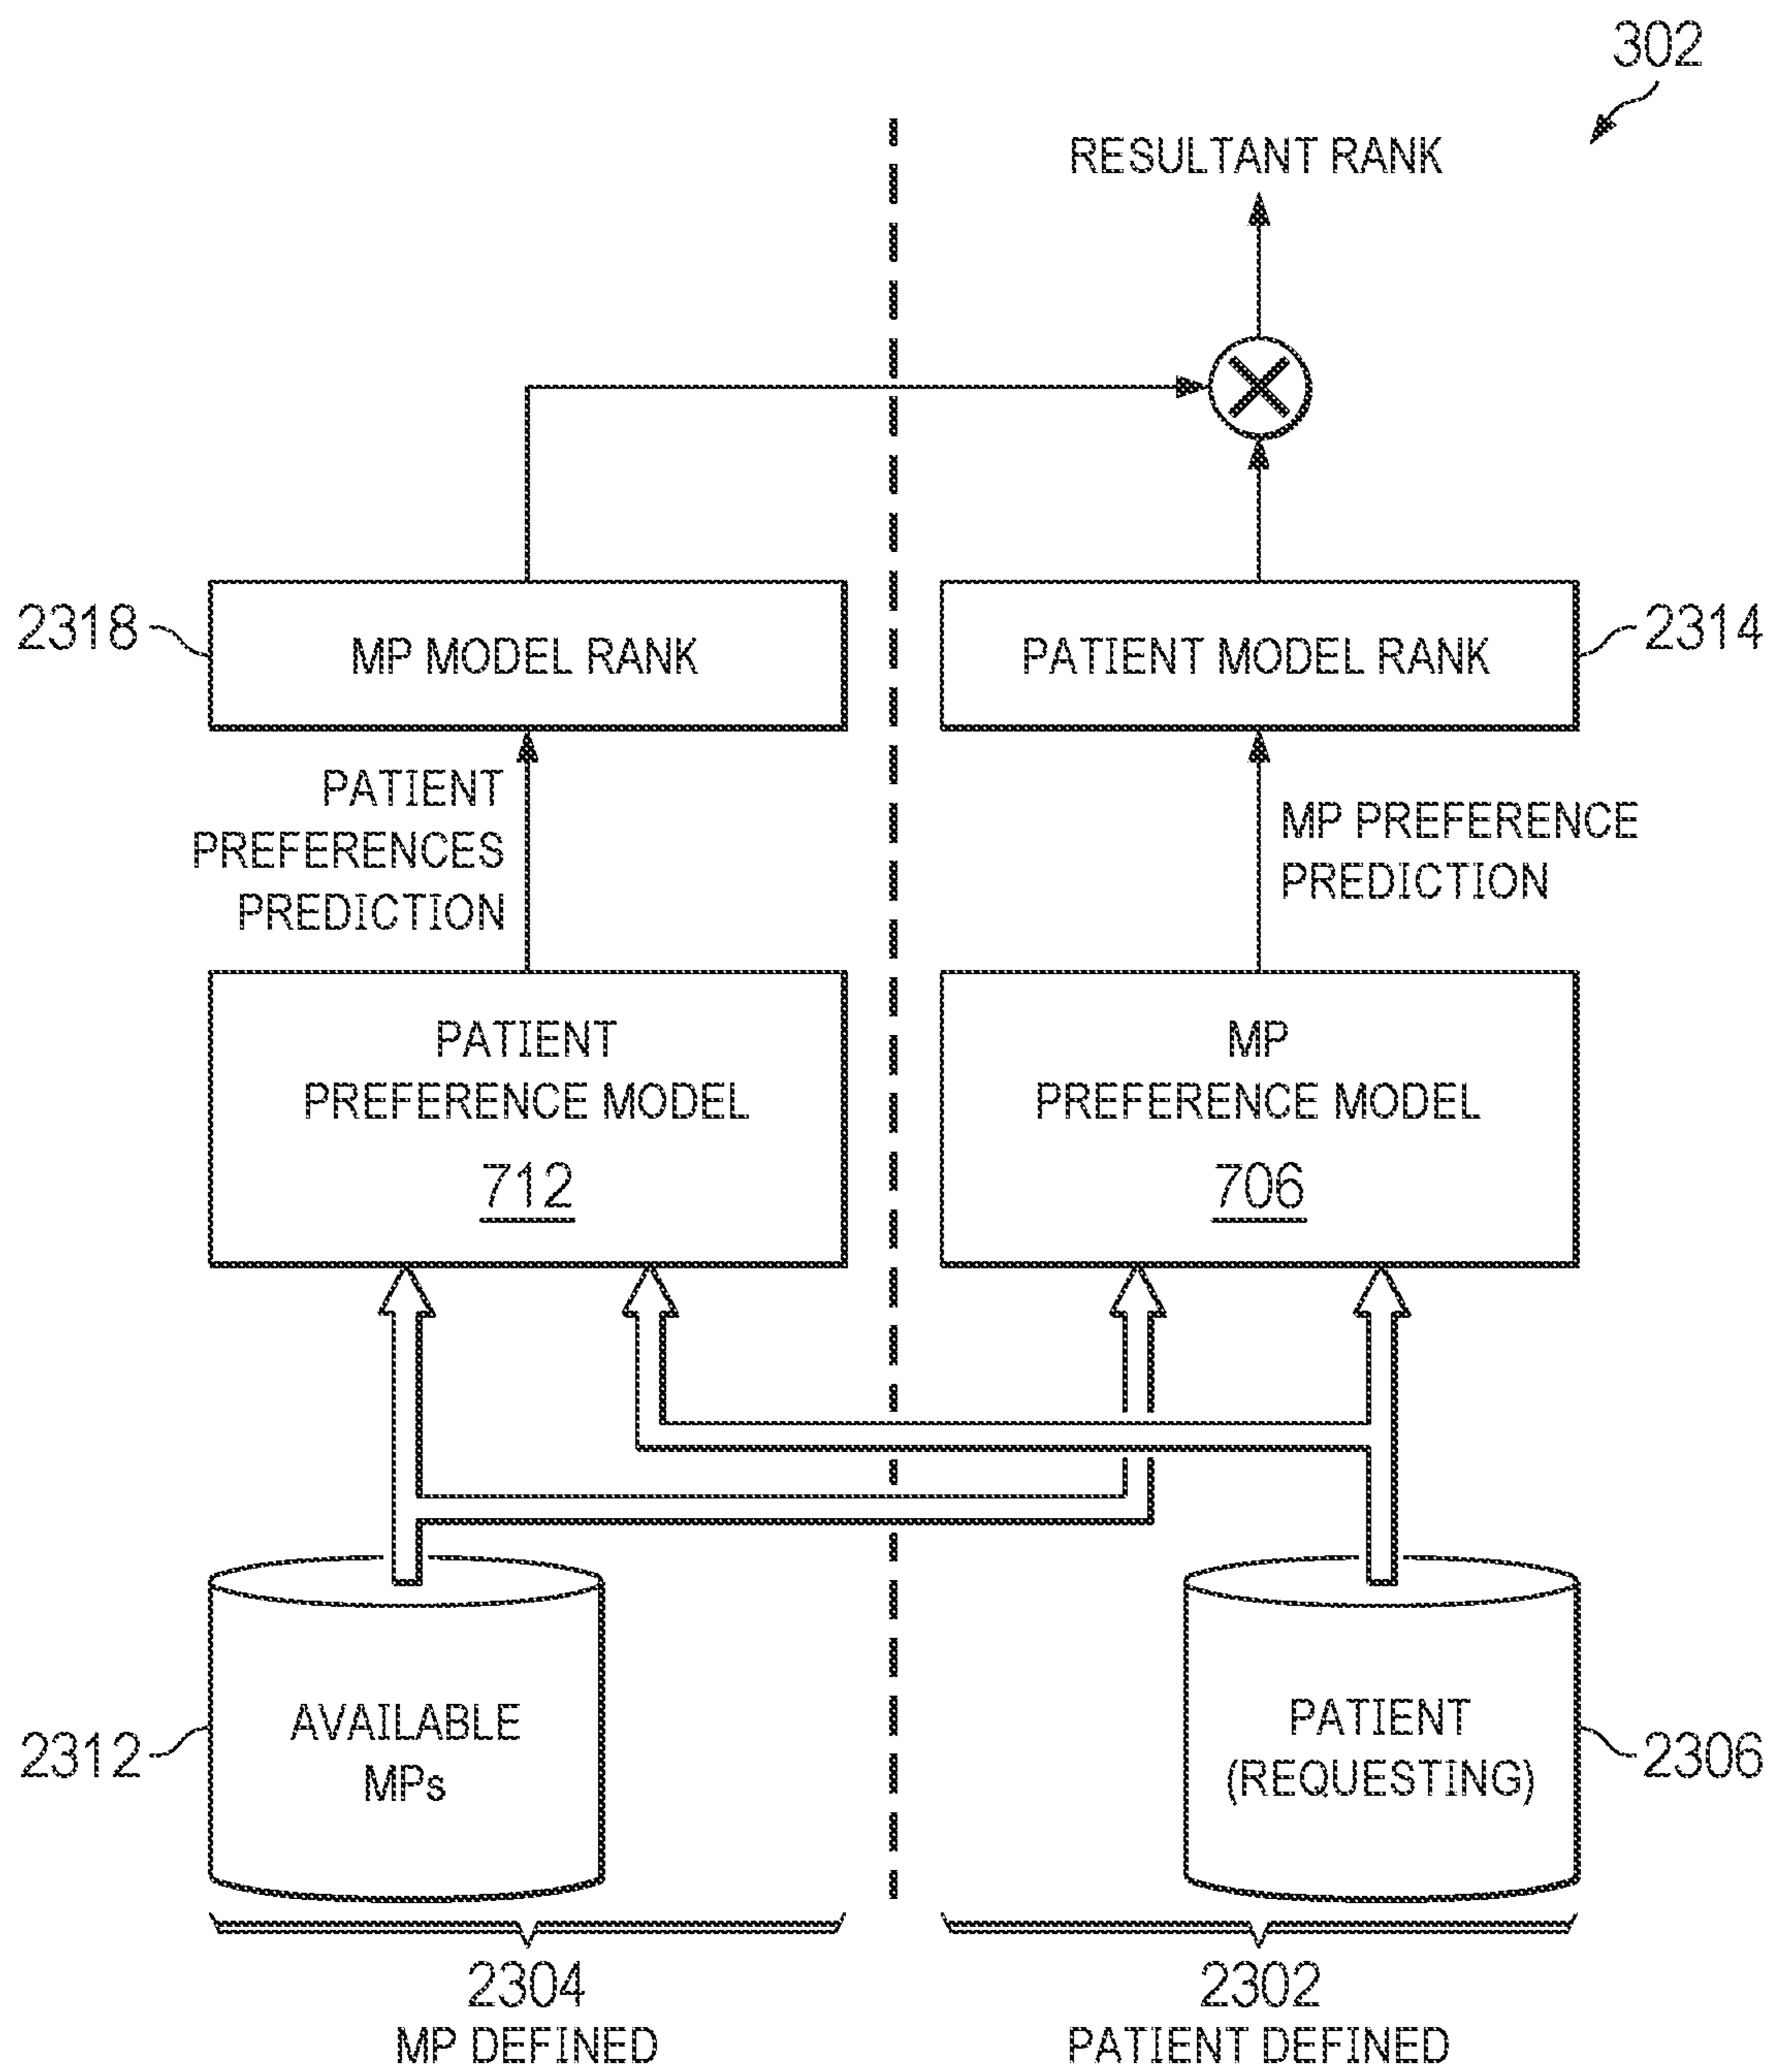 302
RESULTANT RANK
2318
MP MODEL RANK
PATIENT MODEL RANK
2314
PATIENT
PREFERENCES
PREDICTION
MP PREFERENCE
PREDICTION
PATIENT
PREFERENCE MODEL
712
MP
PREFERENCE MODEL
706
2312
AVAILABLE
MPs
PATIENT
(REQUESTING)
2306
2304
MP DEFINED
2302
PATIENT DEFINED